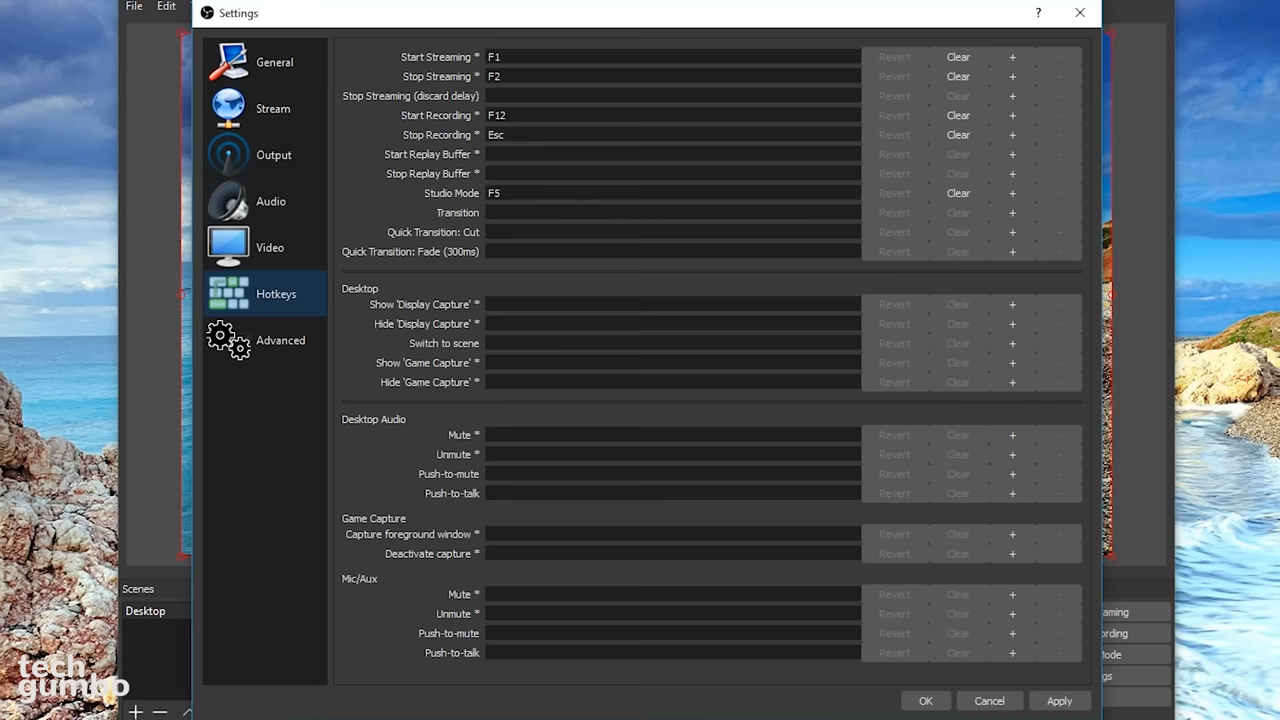 File Edit
Settings ? ×
General
Stream
Output
Audio
Video
Hotkeys
Advanced
Start Streaming * F1 Revert Clear + -
Stop Streaming * F2 Revert Clear + -
Stop Streaming (discard delay) Revert Clear + -
Start Recording * F12 Revert Clear + -
Stop Recording * Esc Revert Clear + -
Start Replay Buffer * Revert Clear + -
Stop Replay Buffer * Revert Clear + -
Studio Mode F5 Revert Clear + -
Transition Revert Clear + -
Quick Transition: Cut Revert Clear + -
Quick Transition: Fade (300ms) Revert Clear + -
Desktop
Show 'Display Capture' * Revert Clear + -
Hide 'Display Capture' * Revert Clear + -
Switch to scene Revert Clear + -
Show 'Game Capture' * Revert Clear + -
Hide 'Game Capture' * Revert Clear + -
Desktop Audio
Mute * Revert Clear + -
Unmute * Revert Clear + -
Push-to-mute Revert Clear + -
Push-to-talk Revert Clear + -
Game Capture
Capture foreground window * Revert Clear + -
Deactivate capture * Revert Clear + -
Mic/Aux
Mute * Revert Clear + -
Unmute * Revert Clear + -
Push-to-mute Revert Clear + -
Push-to-talk Revert Clear + -
OK Cancel Apply
Scenes
Desktop
aming
ording
Mode
gs
tech
gumbo